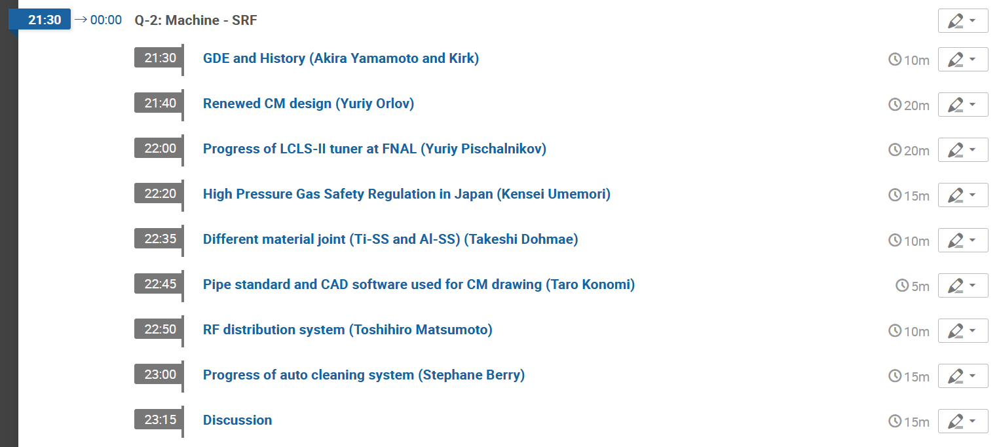 21:30 → 00:00 Q-2: Machine - SRF
21:30 GDE and History (Akira Yamamoto and Kirk) 10m
21:40 Renewed CM design (Yuriy Orlov) 20m
22:00 Progress of LCLS-II tuner at FNAL (Yuriy Pischalnikov) 20m
22:20 High Pressure Gas Safety Regulation in Japan (Kensei Umemori) 15m
22:35 Different material joint (Ti-SS and Al-SS) (Takeshi Dohmae) 10m
22:45 Pipe standard and CAD software used for CM drawing (Taro Konomi) 5m
22:50 RF distribution system (Toshihiro Matsumoto) 10m
23:00 Progress of auto cleaning system (Stephane Berry) 15m
23:15 Discussion 15m